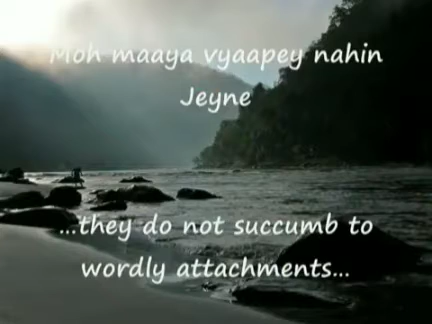 Moh maaya vyaapey nahin
Jeyne
...they do not succumb to
wordly attachments...